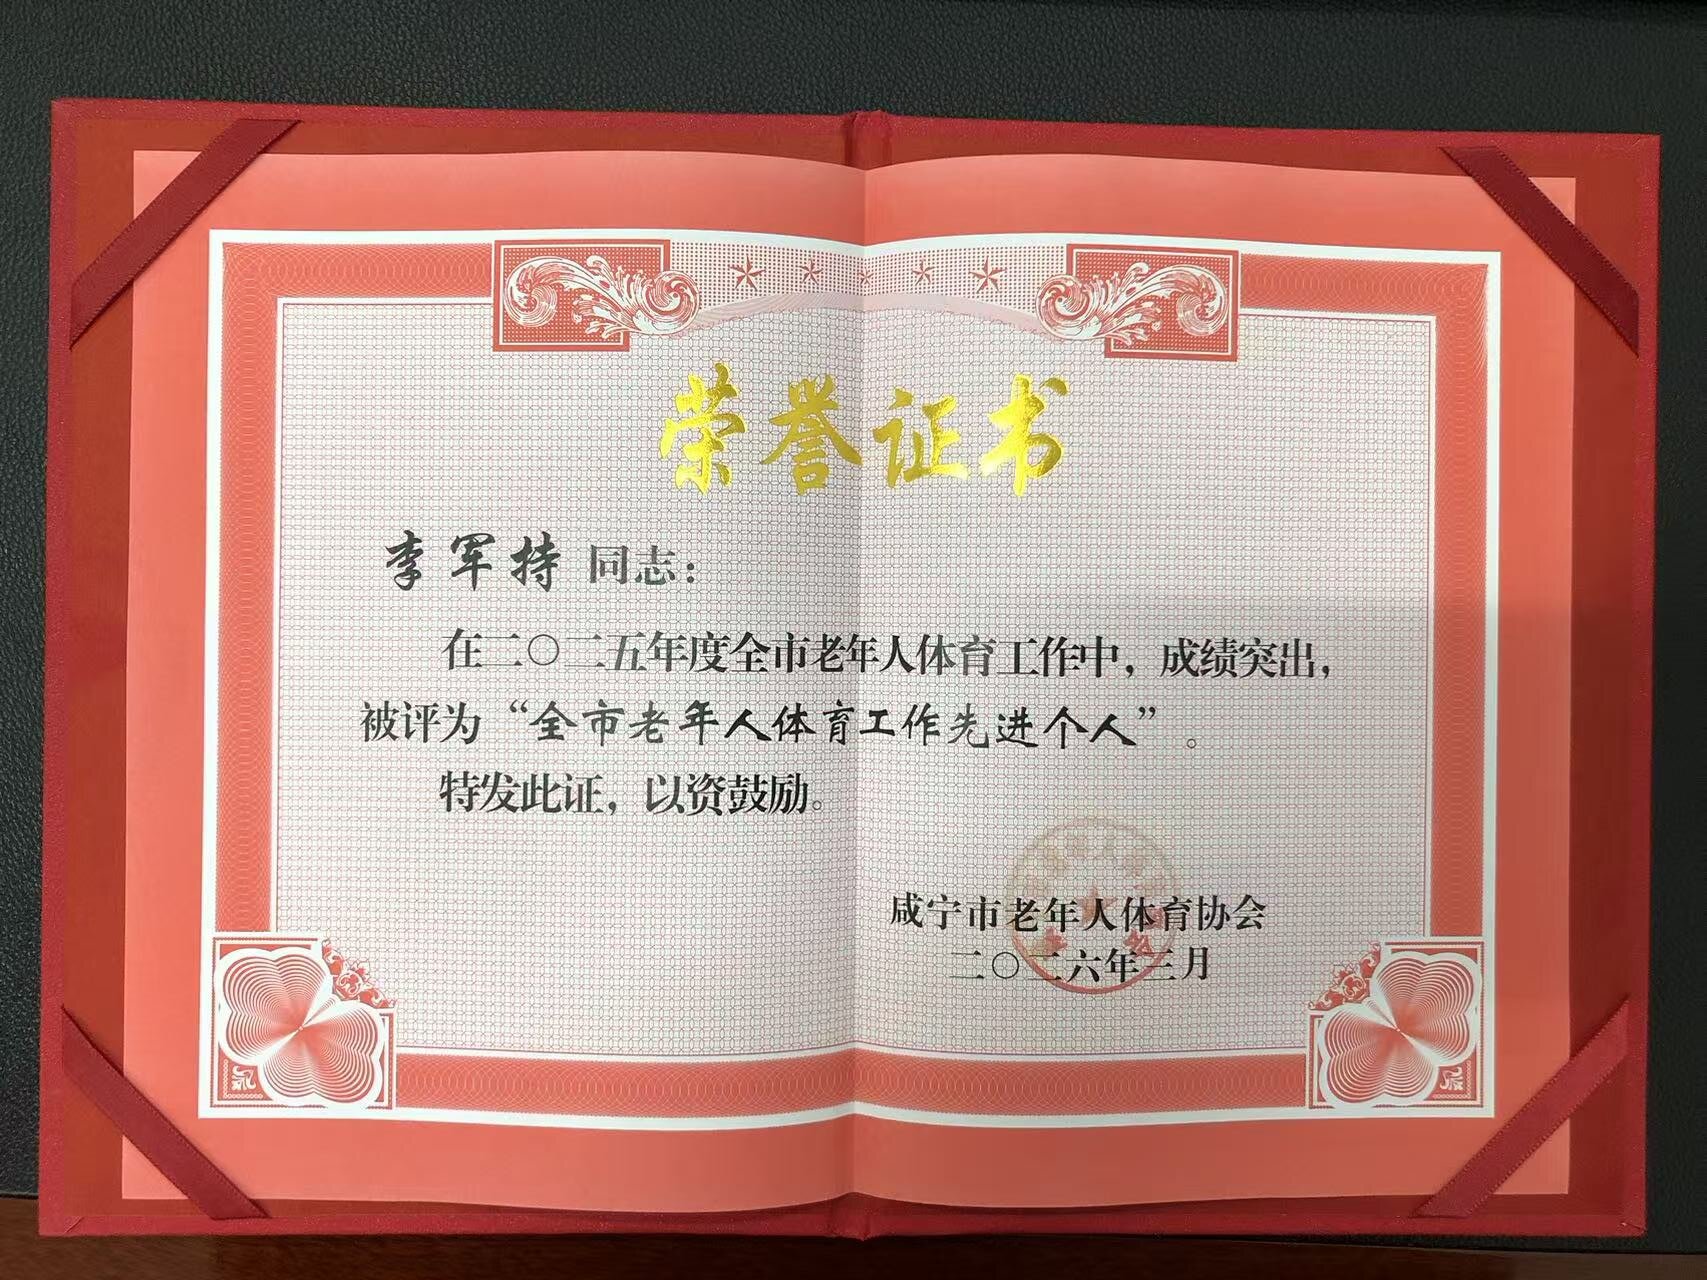 荣誉证书
李军持 同志：
在二〇二五年度全市老年人体育工作中，成绩突出，
被评为“全市老年人体育工作先进个人”。
特发此证，以资鼓励。
咸宁市老年人体育协会
二〇二六年三月